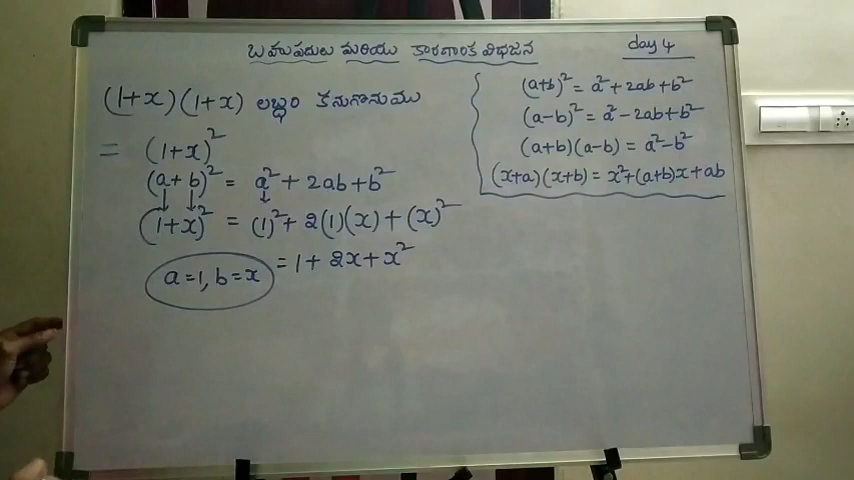 బహుపదులు మరియు కారణాంక విభజన
day 4
(1+x)(1+x) లబ్ధం కనుగొనుము
= (1+x)²
(a+b)² = a² + 2ab + b²
(1+x)² = (1)² + 2(1)(x) + (x)²
= 1 + 2x + x²
a=1, b=x
(a+b)² = a² + 2ab + b²
(a-b)² = a² - 2ab + b²
(a+b)(a-b) = a² - b²
(x+a)(x+b) = x² + (a+b)x + ab